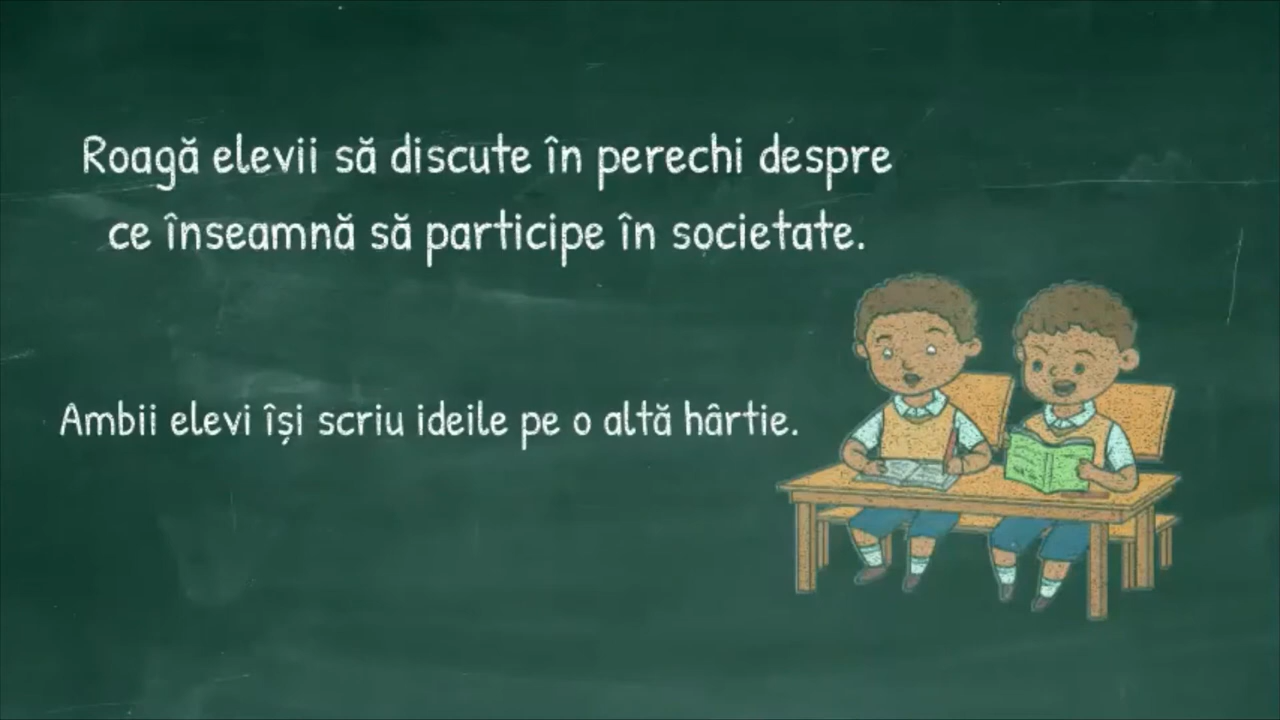 Roagă elevii să discute în perechi despre
ce înseamnă să participe în societate.
Ambii elevi își scriu ideile pe o altă hârtie.